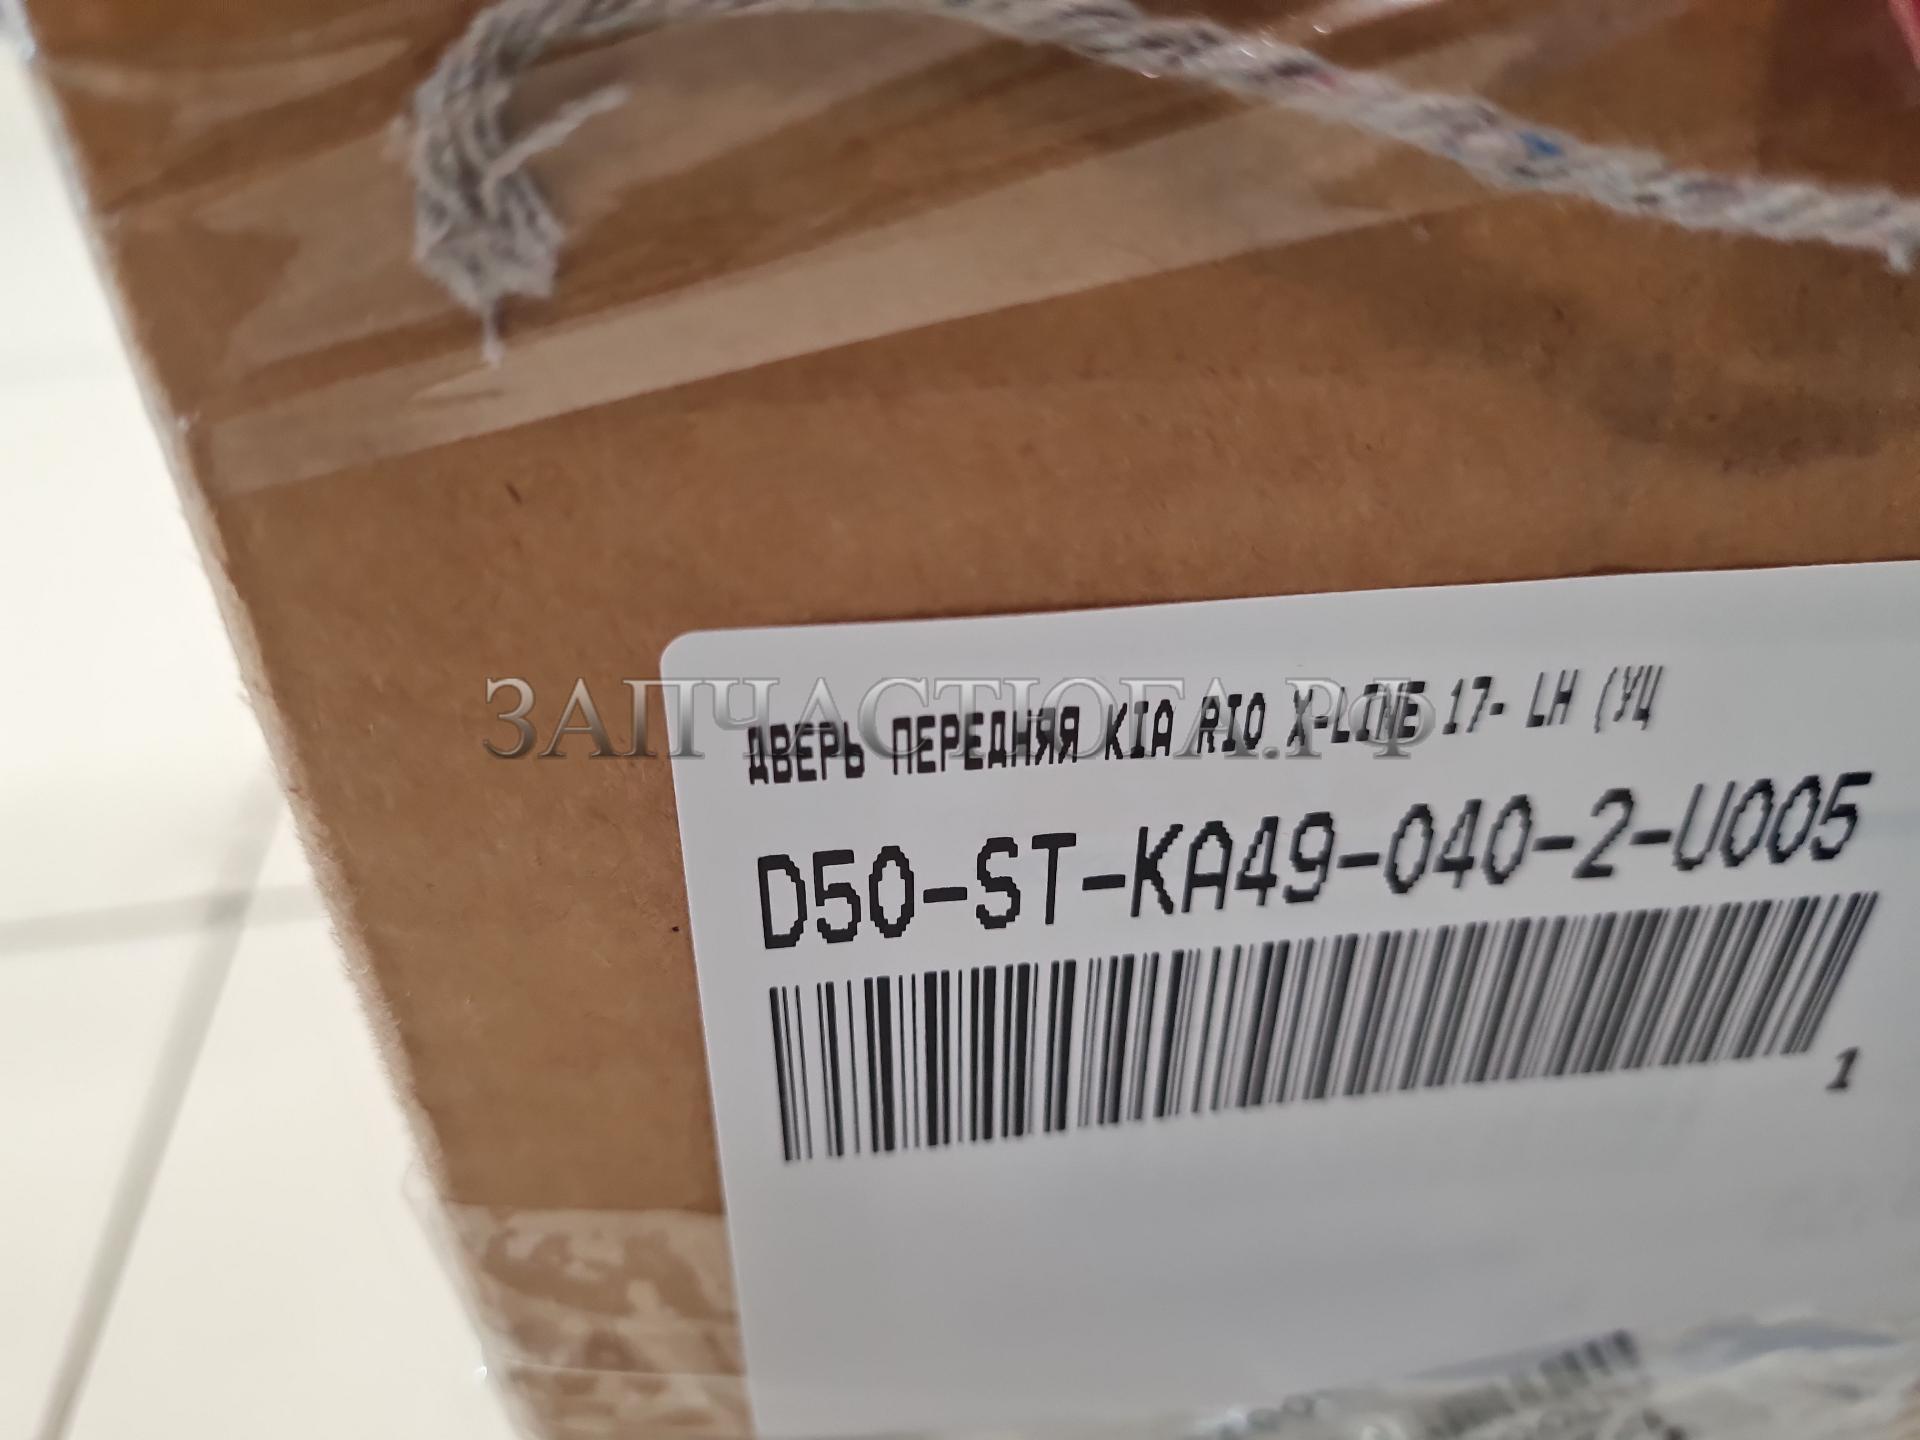 ДВЕРЬ ПЕРЕДНЯЯ KIA RIO X-LINE 17- LH (УЦ
ЗАПЧАСТЮГА.РФ
D50-ST-KA49-040-2-U005
1